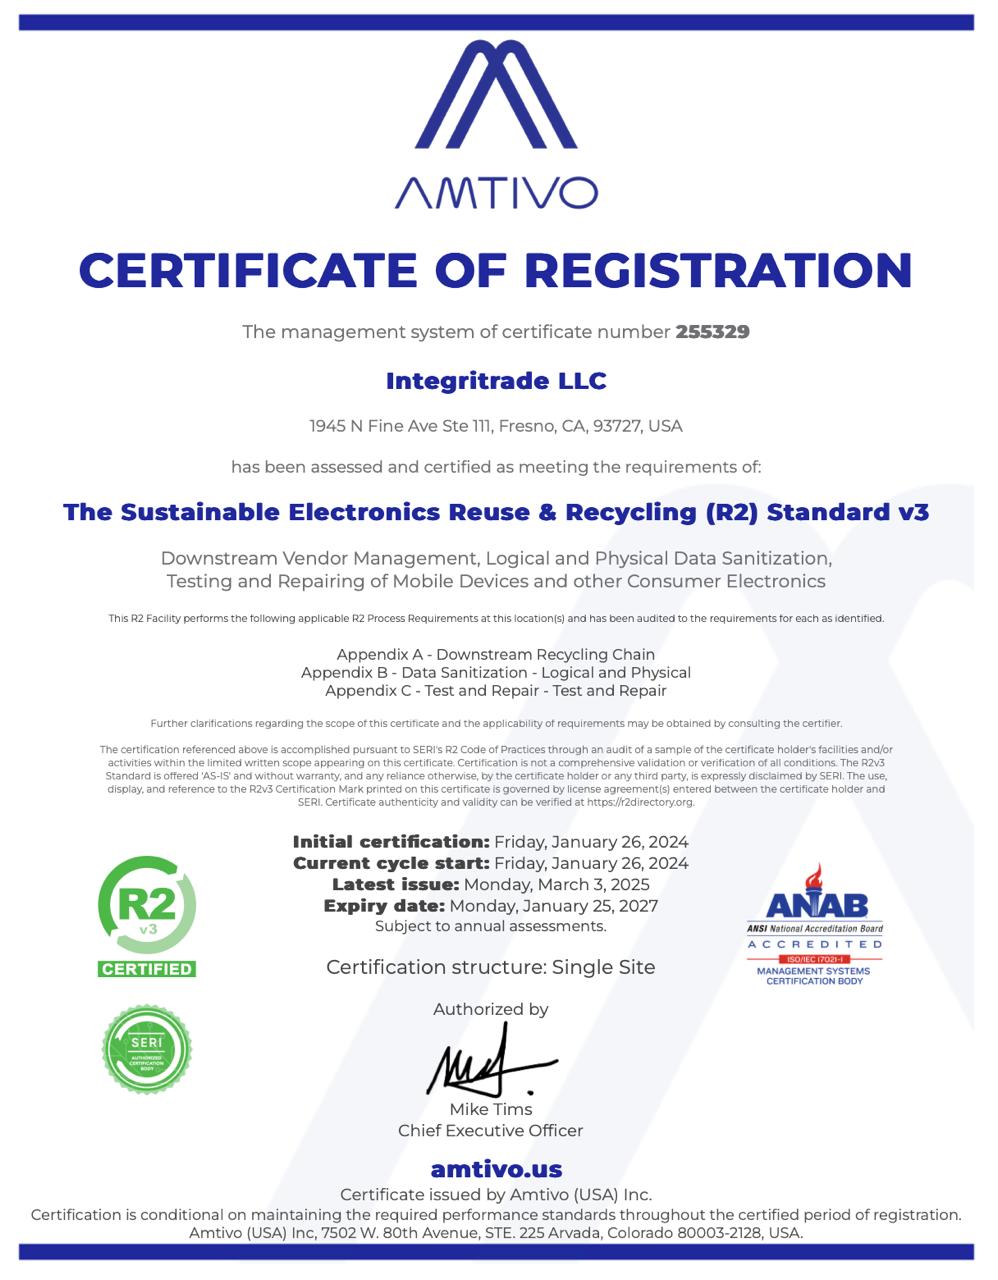 AMTIVO
CERTIFICATE OF REGISTRATION
The management system of certificate number 255329
Integritrade LLC
1945 N Fine Ave Ste 111, Fresno, CA, 93727, USA
has been assessed and certified as meeting the requirements of:
The Sustainable Electronics Reuse & Recycling (R2) Standard v3
Downstream Vendor Management, Logical and Physical Data Sanitization,
Testing and Repairing of Mobile Devices and other Consumer Electronics
This R2 Facility performs the following applicable R2 Process Requirements at this location(s) and has been audited to the requirements for each as identified.
Appendix A - Downstream Recycling Chain
Appendix B - Data Sanitization - Logical and Physical
Appendix C - Test and Repair - Test and Repair
Further clarifications regarding the scope of this certificate and the applicability of requirements may be obtained by consulting the certifier.
The certification referenced above is accomplished pursuant to SERI's R2 Code of Practices through an audit of a sample of the certificate holder's facilities and/or
activities within the limited written scope appearing on this certificate. Certification is not a comprehensive validation or verification of all conditions. The R2v3
Standard is offered 'AS-IS' and without warranty, and any reliance otherwise, by the certificate holder or any third party, is expressly disclaimed by SERI. The use,
display, and reference to the R2v3 Certification Mark printed on this certificate is governed by license agreement(s) entered between the certificate holder and
SERI. Certificate authenticity and validity can be verified at https://r2directory.org.
Initial certification: Friday, January 26, 2024
Current cycle start: Friday, January 26, 2024
Latest issue: Monday, March 3, 2025
Expiry date: Monday, January 25, 2027
Subject to annual assessments.
Certification structure: Single Site
R2
v3
CERTIFIED
SERI
AUTHORIZED
CERTIFICATION
BODY
ANAB
ANSI National Accreditation Board
ACCREDITED
ISO/IEC 17021-1
MANAGEMENT SYSTEMS
CERTIFICATION BODY
Authorized by
Mike Tims
Chief Executive Officer
amtivo.us
Certificate issued by Amtivo (USA) Inc.
Certification is conditional on maintaining the required performance standards throughout the certified period of registration.
Amtivo (USA) Inc, 7502 W. 80th Avenue, STE. 225 Arvada, Colorado 80003-2128, USA.